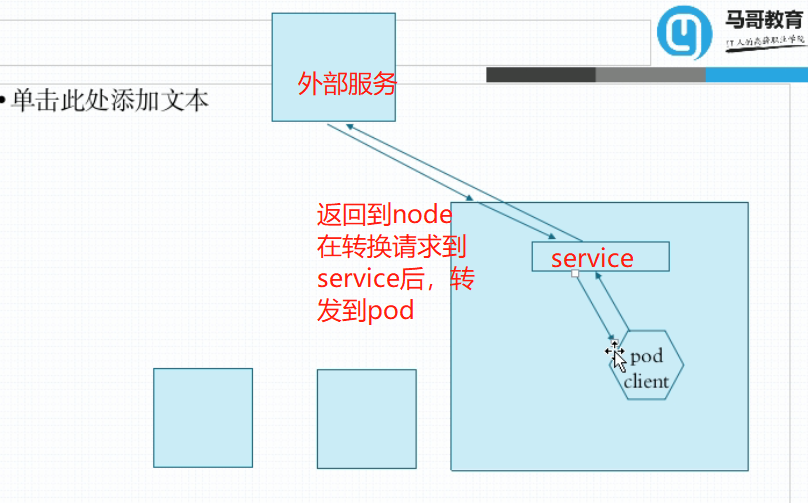 马哥教育
IT人的高薪职业学院
外部服务
• 单击此处添加文本
返回到node
在转换请求到
service后，转
发到pod
service
pod
client